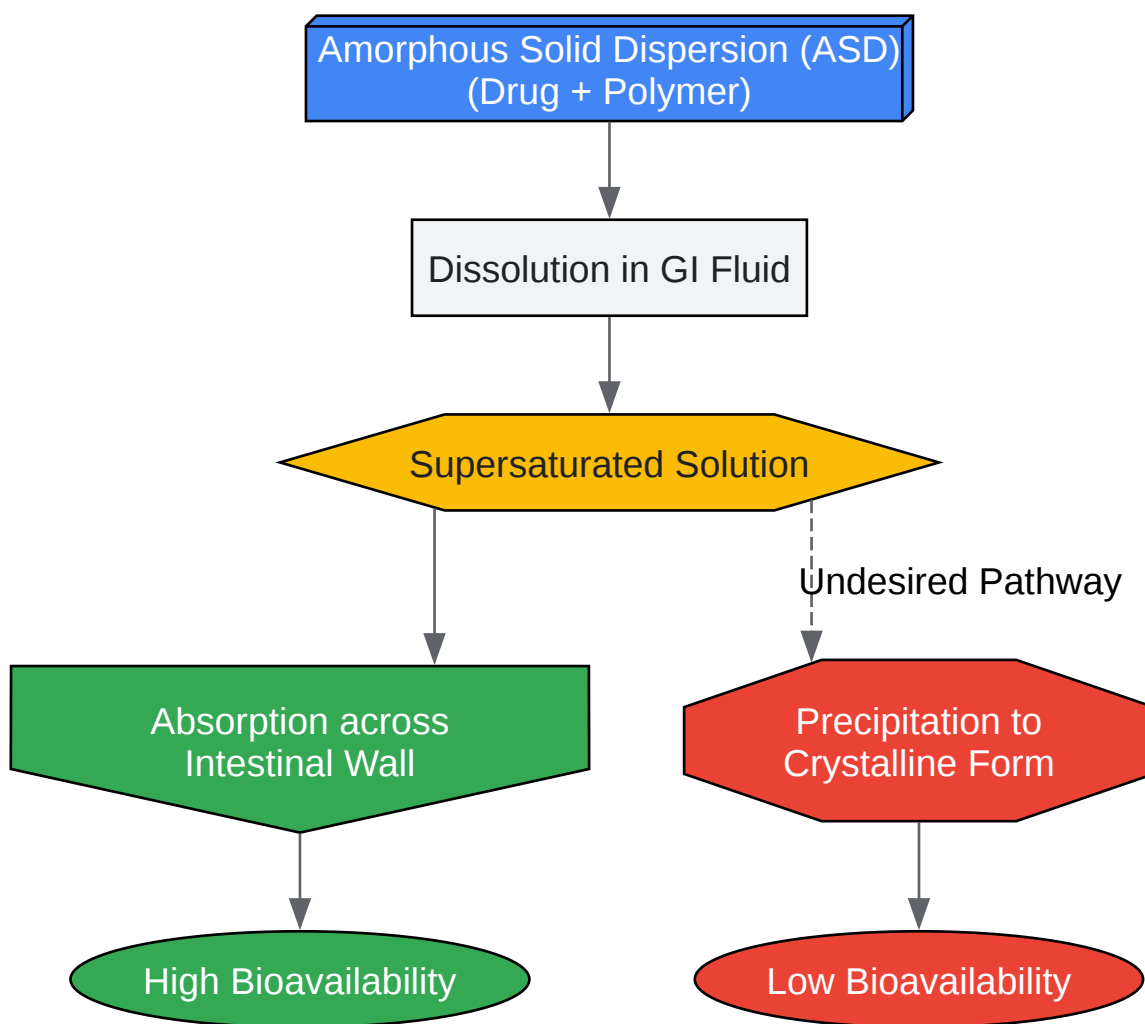 Amorphous Solid Dispersion (ASD)
(Drug + Polymer)
Dissolution in GI Fluid
Supersaturated Solution
Undesired Pathway
Absorption across
Intestinal Wall
Precipitation to
Crystalline Form
High Bioavailability
Low Bioavailability